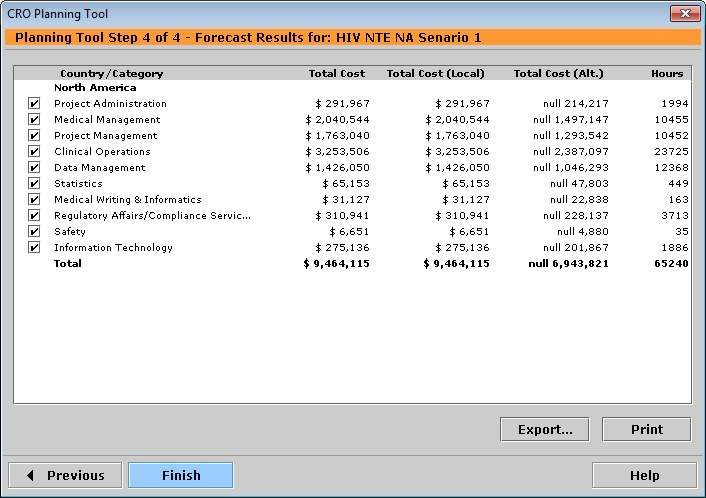 CRO Planning Tool
Planning Tool Step 4 of 4 - Forecast Results for: HIV NTE NA Senario 1
Country/Category Total Cost Total Cost (Local) Total Cost (Alt.) Hours
North America
Project Administration $ 291,967 $ 291,967 null 214,217 1994
Medical Management $ 2,040,544 $ 2,040,544 null 1,497,147 10455
Project Management $ 1,763,040 $ 1,763,040 null 1,293,542 10452
Clinical Operations $ 3,253,506 $ 3,253,506 null 2,387,097 23725
Data Management $ 1,426,050 $ 1,426,050 null 1,046,293 12368
Statistics $ 65,153 $ 65,153 null 47,803 449
Medical Writing & Informatics $ 31,127 $ 31,127 null 22,838 163
Regulatory Affairs/Compliance Servic... $ 310,941 $ 310,941 null 228,137 3713
Safety $ 6,651 $ 6,651 null 4,880 35
Information Technology $ 275,136 $ 275,136 null 201,867 1886
Total $ 9,464,115 $ 9,464,115 null 6,943,821 65240
Export... Print
Previous Finish Help